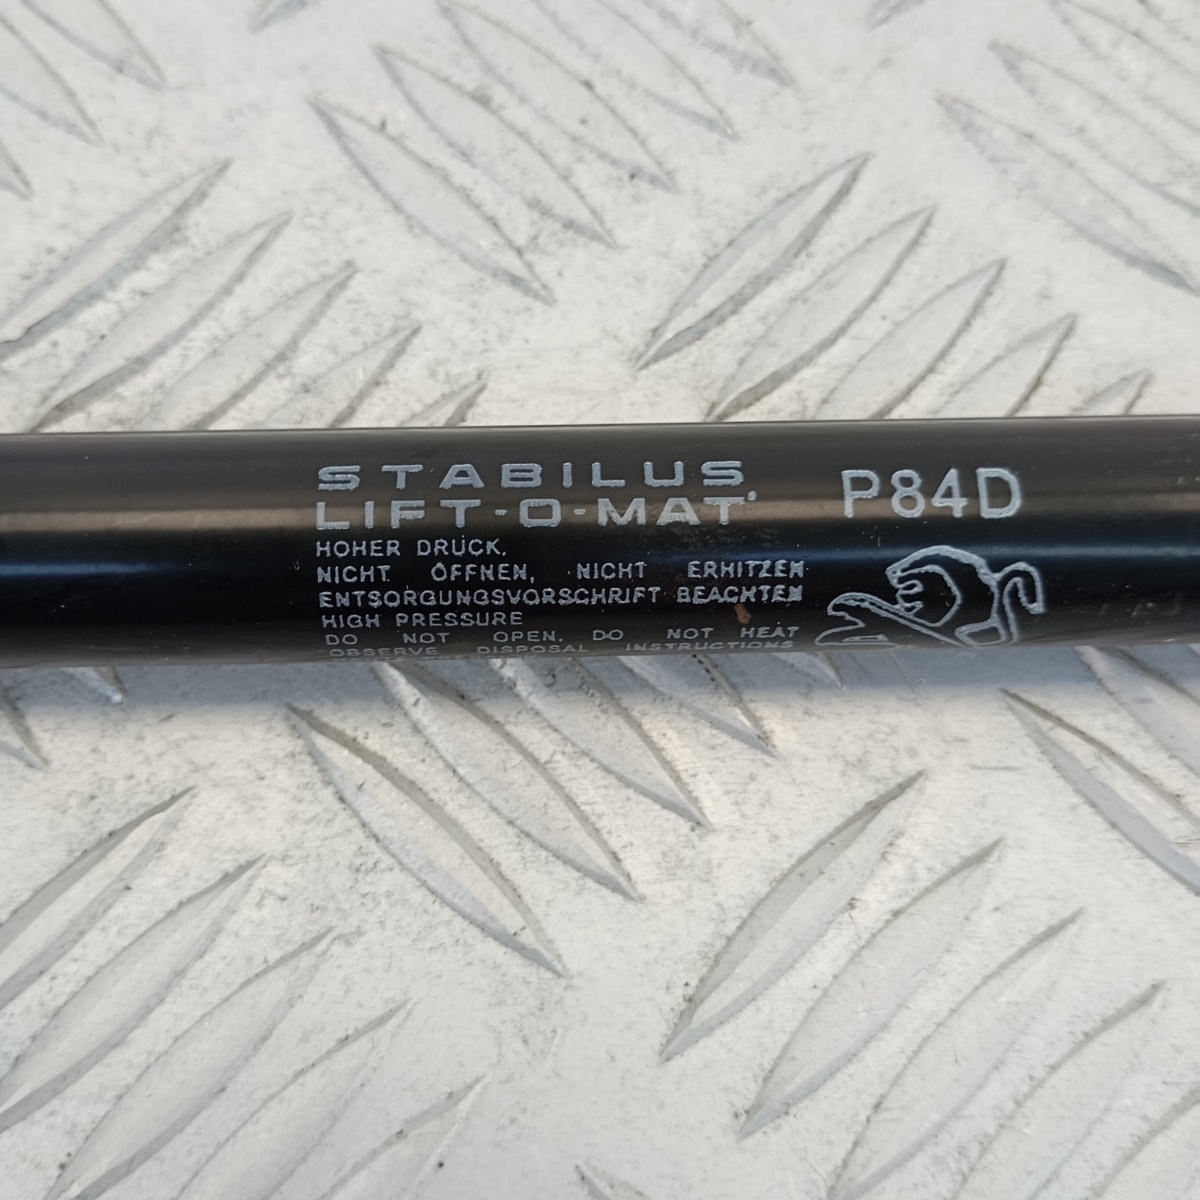 STABILUS
LIFT-O-MAT
P84D
HOHER DRUCK.
NICHT ÖFFNEN, NICHT ERHITZEN
ENTSORGUNGSVORSCHRIFT BEACHTEN
HIGH PRESSURE
DO NOT OPEN, DO NOT HEAT
OBSERVE DISPOSAL INSTRUCTIONS